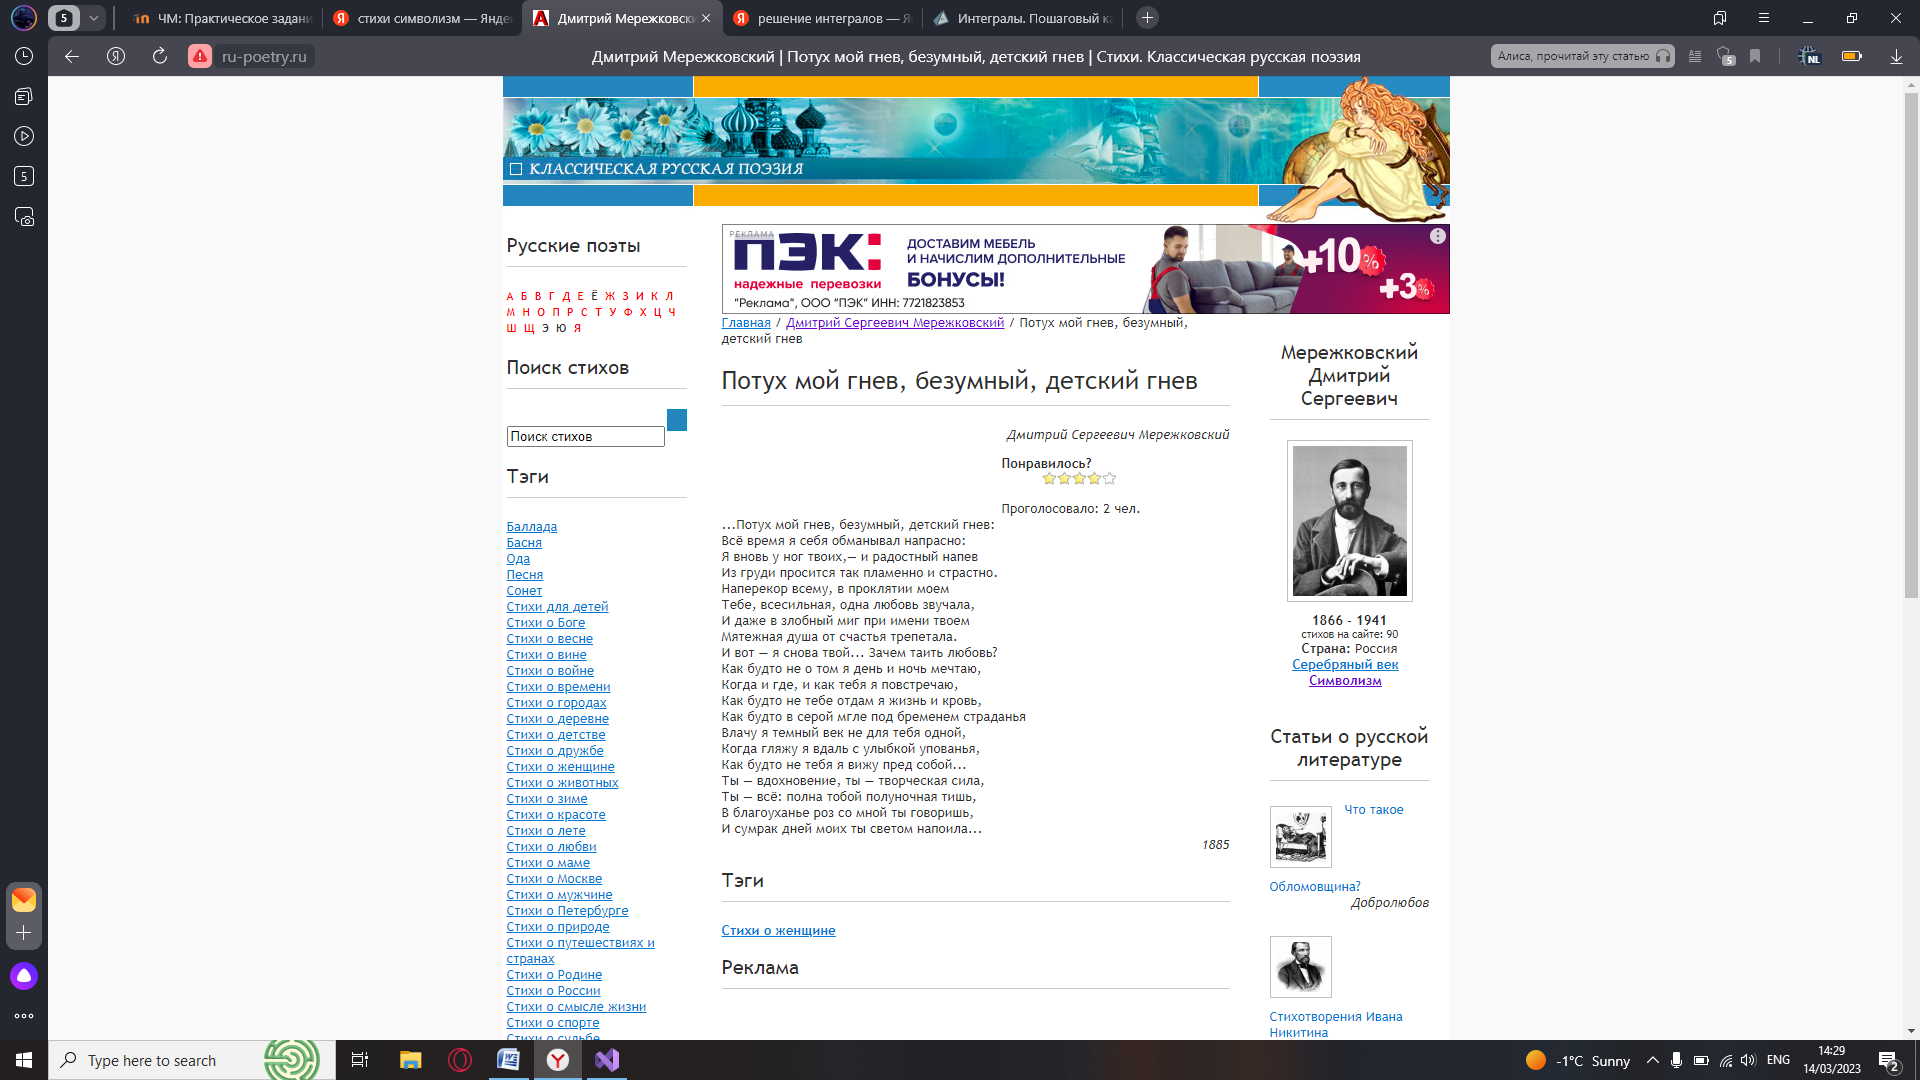 5
ЧМ: Практическое задани
стихи символизм — Янде
Дмитрий Мережковски
решение интегралов — Я
Интегралы. Пошаговый к
ru-poetry.ru
Дмитрий Мережковский | Потух мой гнев, безумный, детский гнев | Стихи. Классическая русская поэзия
Алиса, прочитай эту статью
5
NL
5
КЛАССИЧЕСКАЯ РУССКАЯ ПОЭЗИЯ
Русские поэты
А Б В Г Д Е Ё Ж З И К Л
М Н О П Р С Т У Ф Х Ц Ч
Ш Щ Э Ю Я
Поиск стихов
Поиск стихов
Тэги
Баллада
Басня
Ода
Песня
Сонет
Стихи для детей
Стихи о Боге
Стихи о весне
Стихи о вине
Стихи о войне
Стихи о времени
Стихи о городах
Стихи о деревне
Стихи о детстве
Стихи о дружбе
Стихи о женщине
Стихи о животных
Стихи о зиме
Стихи о красоте
Стихи о лете
Стихи о любви
Стихи о маме
Стихи о Москве
Стихи о мужчине
Стихи о Петербурге
Стихи о природе
Стихи о путешествиях и
странах
Стихи о Родине
Стихи о России
Стихи о смысле жизни
Стихи о спорте
Стихи о судьбе
РЕКЛАМА
ПЭК:
надежные перевозки
ДОСТАВИМ МЕБЕЛЬ
И НАЧИСЛИМ ДОПОЛНИТЕЛЬНЫЕ
БОНУСЫ!
"Реклама", ООО "ПЭК" ИНН: 7721823853
+10%
+3%
Главная / Дмитрий Сергеевич Мережковский / Потух мой гнев, безумный,
детский гнев
Потух мой гнев, безумный, детский гнев
Дмитрий Сергеевич Мережковский
Понравилось?
Проголосовало: 2 чел.
...Потух мой гнев, безумный, детский гнев:
Всё время я себя обманывал напрасно:
Я вновь у ног твоих,— и радостный напев
Из груди просится так пламенно и страстно.
Наперекор всему, в проклятии моем
Тебе, всесильная, одна любовь звучала,
И даже в злобный миг при имени твоем
Мятежная душа от счастья трепетала.
И вот — я снова твой... Зачем таить любовь?
Как будто не о том я день и ночь мечтаю,
Когда и где, и как тебя я повстречаю,
Как будто не тебе отдам я жизнь и кровь,
Как будто в серой мгле под бременем страданья
Влачу я темный век не для тебя одной,
Когда гляжу я вдаль с улыбкой упованья,
Как будто не тебя я вижу пред собой...
Ты — вдохновение, ты — творческая сила,
Ты — всё: полна тобой полуночная тишь,
В благоуханье роз со мной ты говоришь,
И сумрак дней моих ты светом напоила...
1885
Тэги
Стихи о женщине
Реклама
Мережковский
Дмитрий
Сергеевич
1866 - 1941
стихов на сайте: 90
Страна: Россия
Серебряный век
Символизм
Статьи о русской
литературе
Что такое
Обломовщина?
Добролюбов
Стихотворения Ивана
Никитина
Type here to search
-1°C Sunny
ENG
14:29
14/03/2023
2